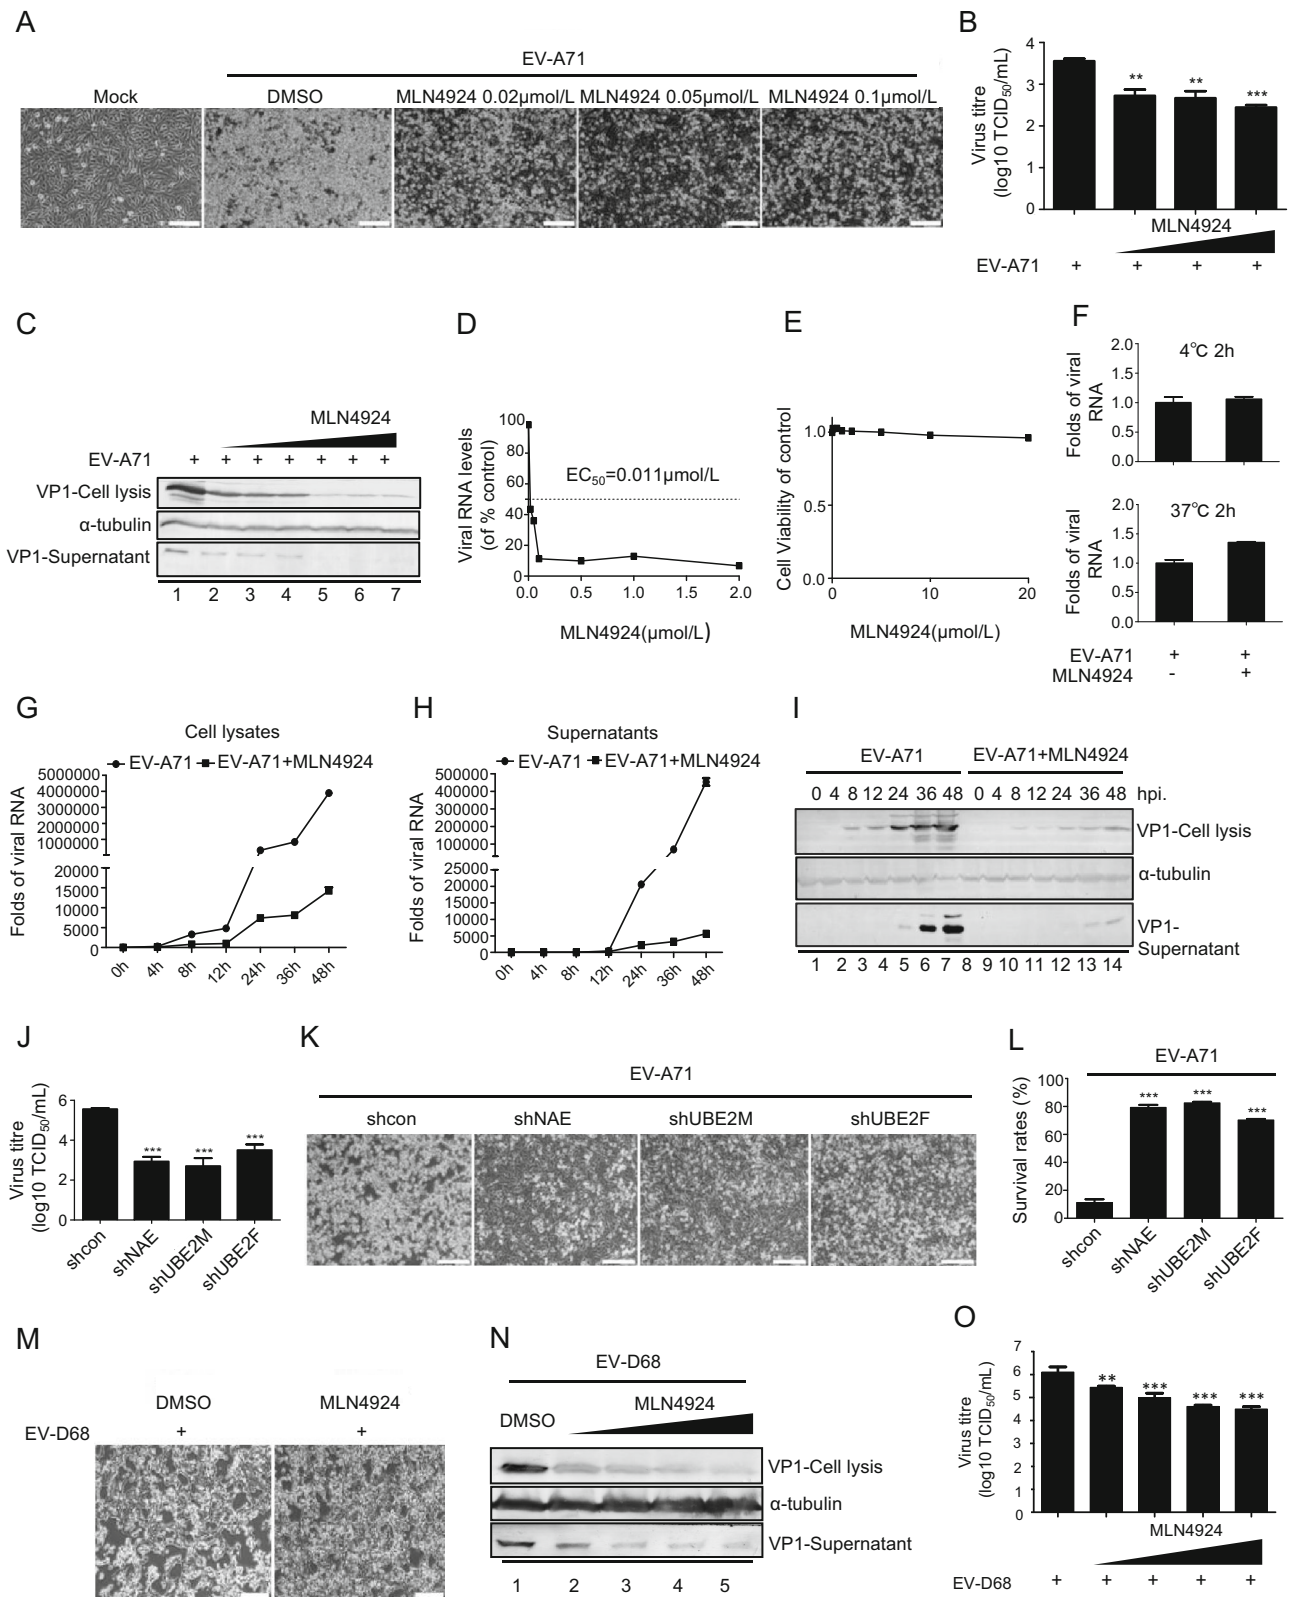 A
EV-A71
Mock
DMSO
MLN4924 0.02μmol/L
MLN4924 0.05μmol/L
MLN4924 0.1μmol/L
B
Virus titre
(log10 TCID50/mL)
4
3
2
1
0
**
**
***
MLN4924
EV-A71 + + + +
C
MLN4924
EV-A71 + + + + + + +
VP1-Cell lysis
α-tubulin
VP1-Supernatant
1 2 3 4 5 6 7
D
Viral RNA levels
(of % control)
100
80
60
40
20
0
EC50=0.011μmol/L
0.0 0.5 1.0 1.5 2.0
MLN4924(μmol/L)
E
Cell Viability of control
1.0
0.5
0.0
0 10 20
MLN4924(μmol/L)
F
Folds of viral
RNA
2.0
1.5
1.0
0.5
0.0
4℃ 2h
Folds of viral
RNA
2.0
1.5
1.0
0.5
0.0
37℃ 2h
EV-A71 + +
MLN4924 - +
G
Cell lysates
EV-A71 EV-A71+MLN4924
Folds of viral RNA
5000000
4000000
3000000
2000000
1000000
20000
15000
10000
5000
0
0h 4h 8h 12h 24h 36h 48h
H
Supernatants
EV-A71 EV-A71+MLN4924
Folds of viral RNA
500000
400000
300000
200000
100000
25000
20000
15000
10000
5000
0
0h 4h 8h 12h 24h 36h 48h
I
EV-A71 EV-A71+MLN4924
0 4 8 12 24 36 48 0 4 8 12 24 36 48 hpi.
VP1-Cell lysis
α-tubulin
VP1-
Supernatant
1 2 3 4 5 6 7 8 9 10 11 12 13 14
J
Virus titre
(log10 TCID50/mL)
6
4
2
0
***
***
***
shcon shNAE shUBE2M shUBE2F
K
EV-A71
shcon shNAE shUBE2M shUBE2F
L
EV-A71
Survival rates (%)
100
80
60
40
20
0
***
***
***
shcon shNAE shUBE2M shUBE2F
M
DMSO MLN4924
EV-D68 + +
N
EV-D68
DMSO MLN4924
VP1-Cell lysis
α-tubulin
VP1-Supernatant
1 2 3 4 5
O
Virus titre
(log10 TCID50/mL)
7
6
5
4
3
2
1
0
**
***
***
***
MLN4924
EV-D68 + + + + +